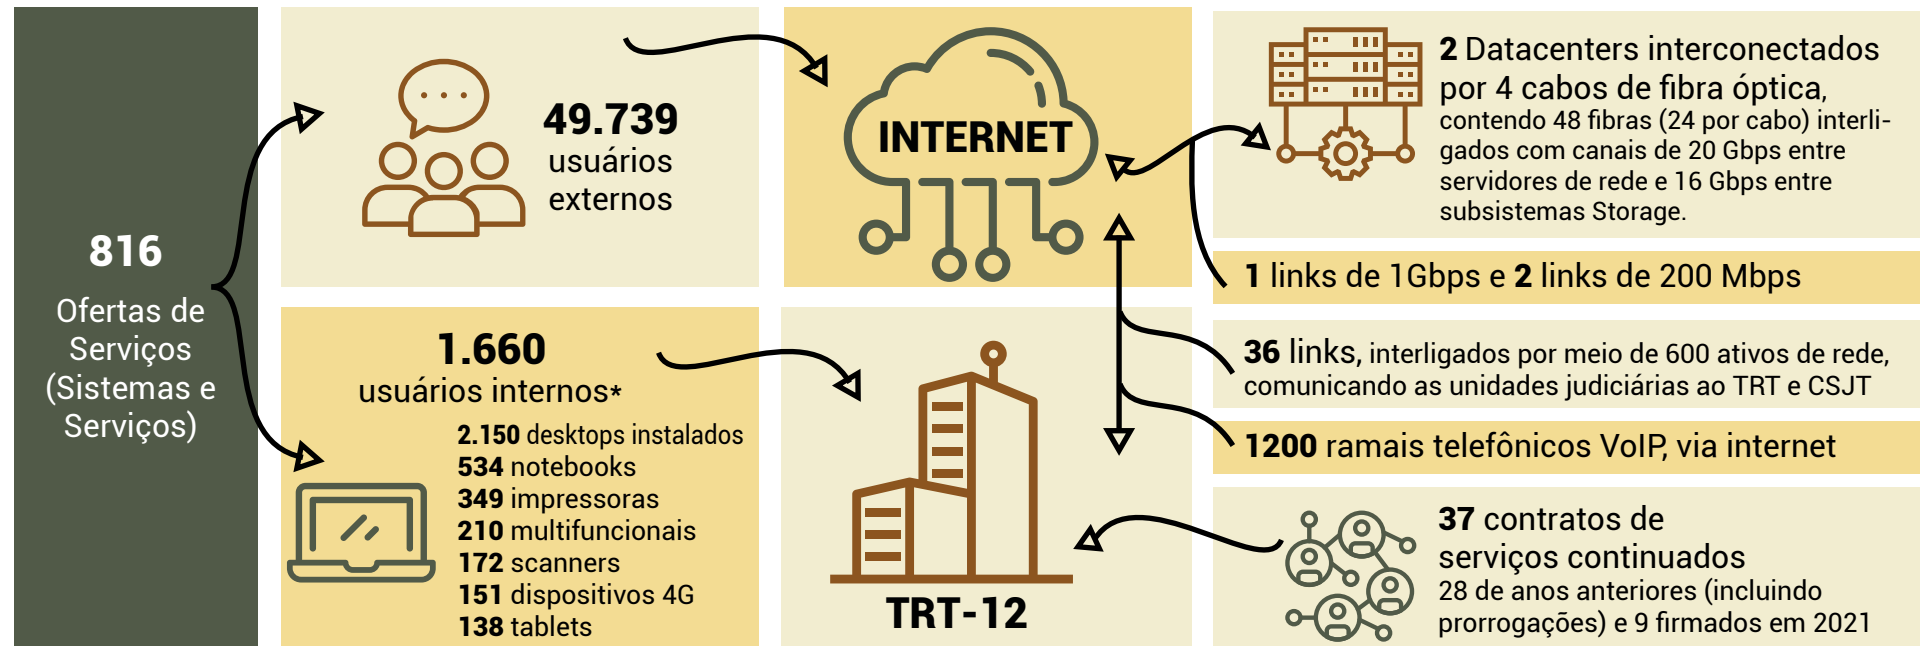 816
Ofertas de
Serviços
(Sistemas e
Serviços)
49.739
usuários
externos
1.660
usuários internos*
2.150 desktops instalados
534 notebooks
349 impressoras
210 multifuncionais
172 scanners
151 dispositivos 4G
138 tablets
INTERNET
TRT-12
2 Datacenters interconectados
por 4 cabos de fibra óptica,
contendo 48 fibras (24 por cabo) interli-
gados com canais de 20 Gbps entre
servidores de rede e 16 Gbps entre
subsistemas Storage.
1 links de 1Gbps e 2 links de 200 Mbps
36 links, interligados por meio de 600 ativos de rede,
comunicando as unidades judiciárias ao TRT e CSJT
1200 ramais telefônicos VoIP, via internet
37 contratos de
serviços continuados
28 de anos anteriores (incluindo
prorrogações) e 9 firmados em 2021